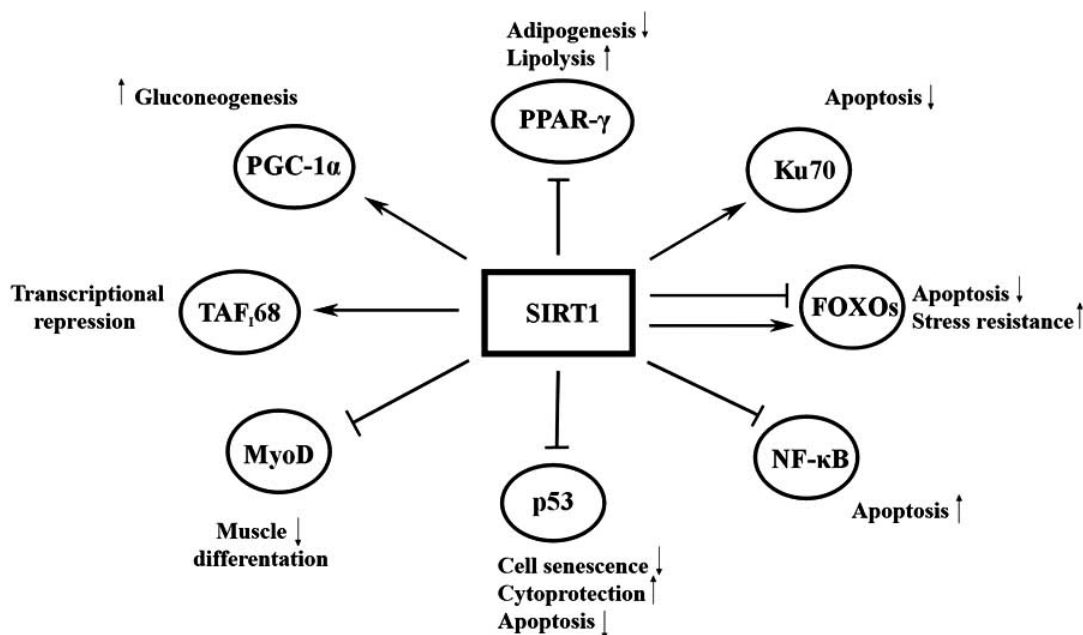 Adipogenesis ↓
Lipolysis ↑
PPAR-γ
↑ Gluconeogenesis
PGC-1α
Apoptosis ↓
Ku70
Transcriptional
repression
TAFI68
SIRT1
FOXOs
Apoptosis ↓
Stress resistance ↑
MyoD
Muscle ↓
differentation
p53
Cell senescence ↓
Cytoprotection ↑
Apoptosis ↓
NF-κB
Apoptosis ↑